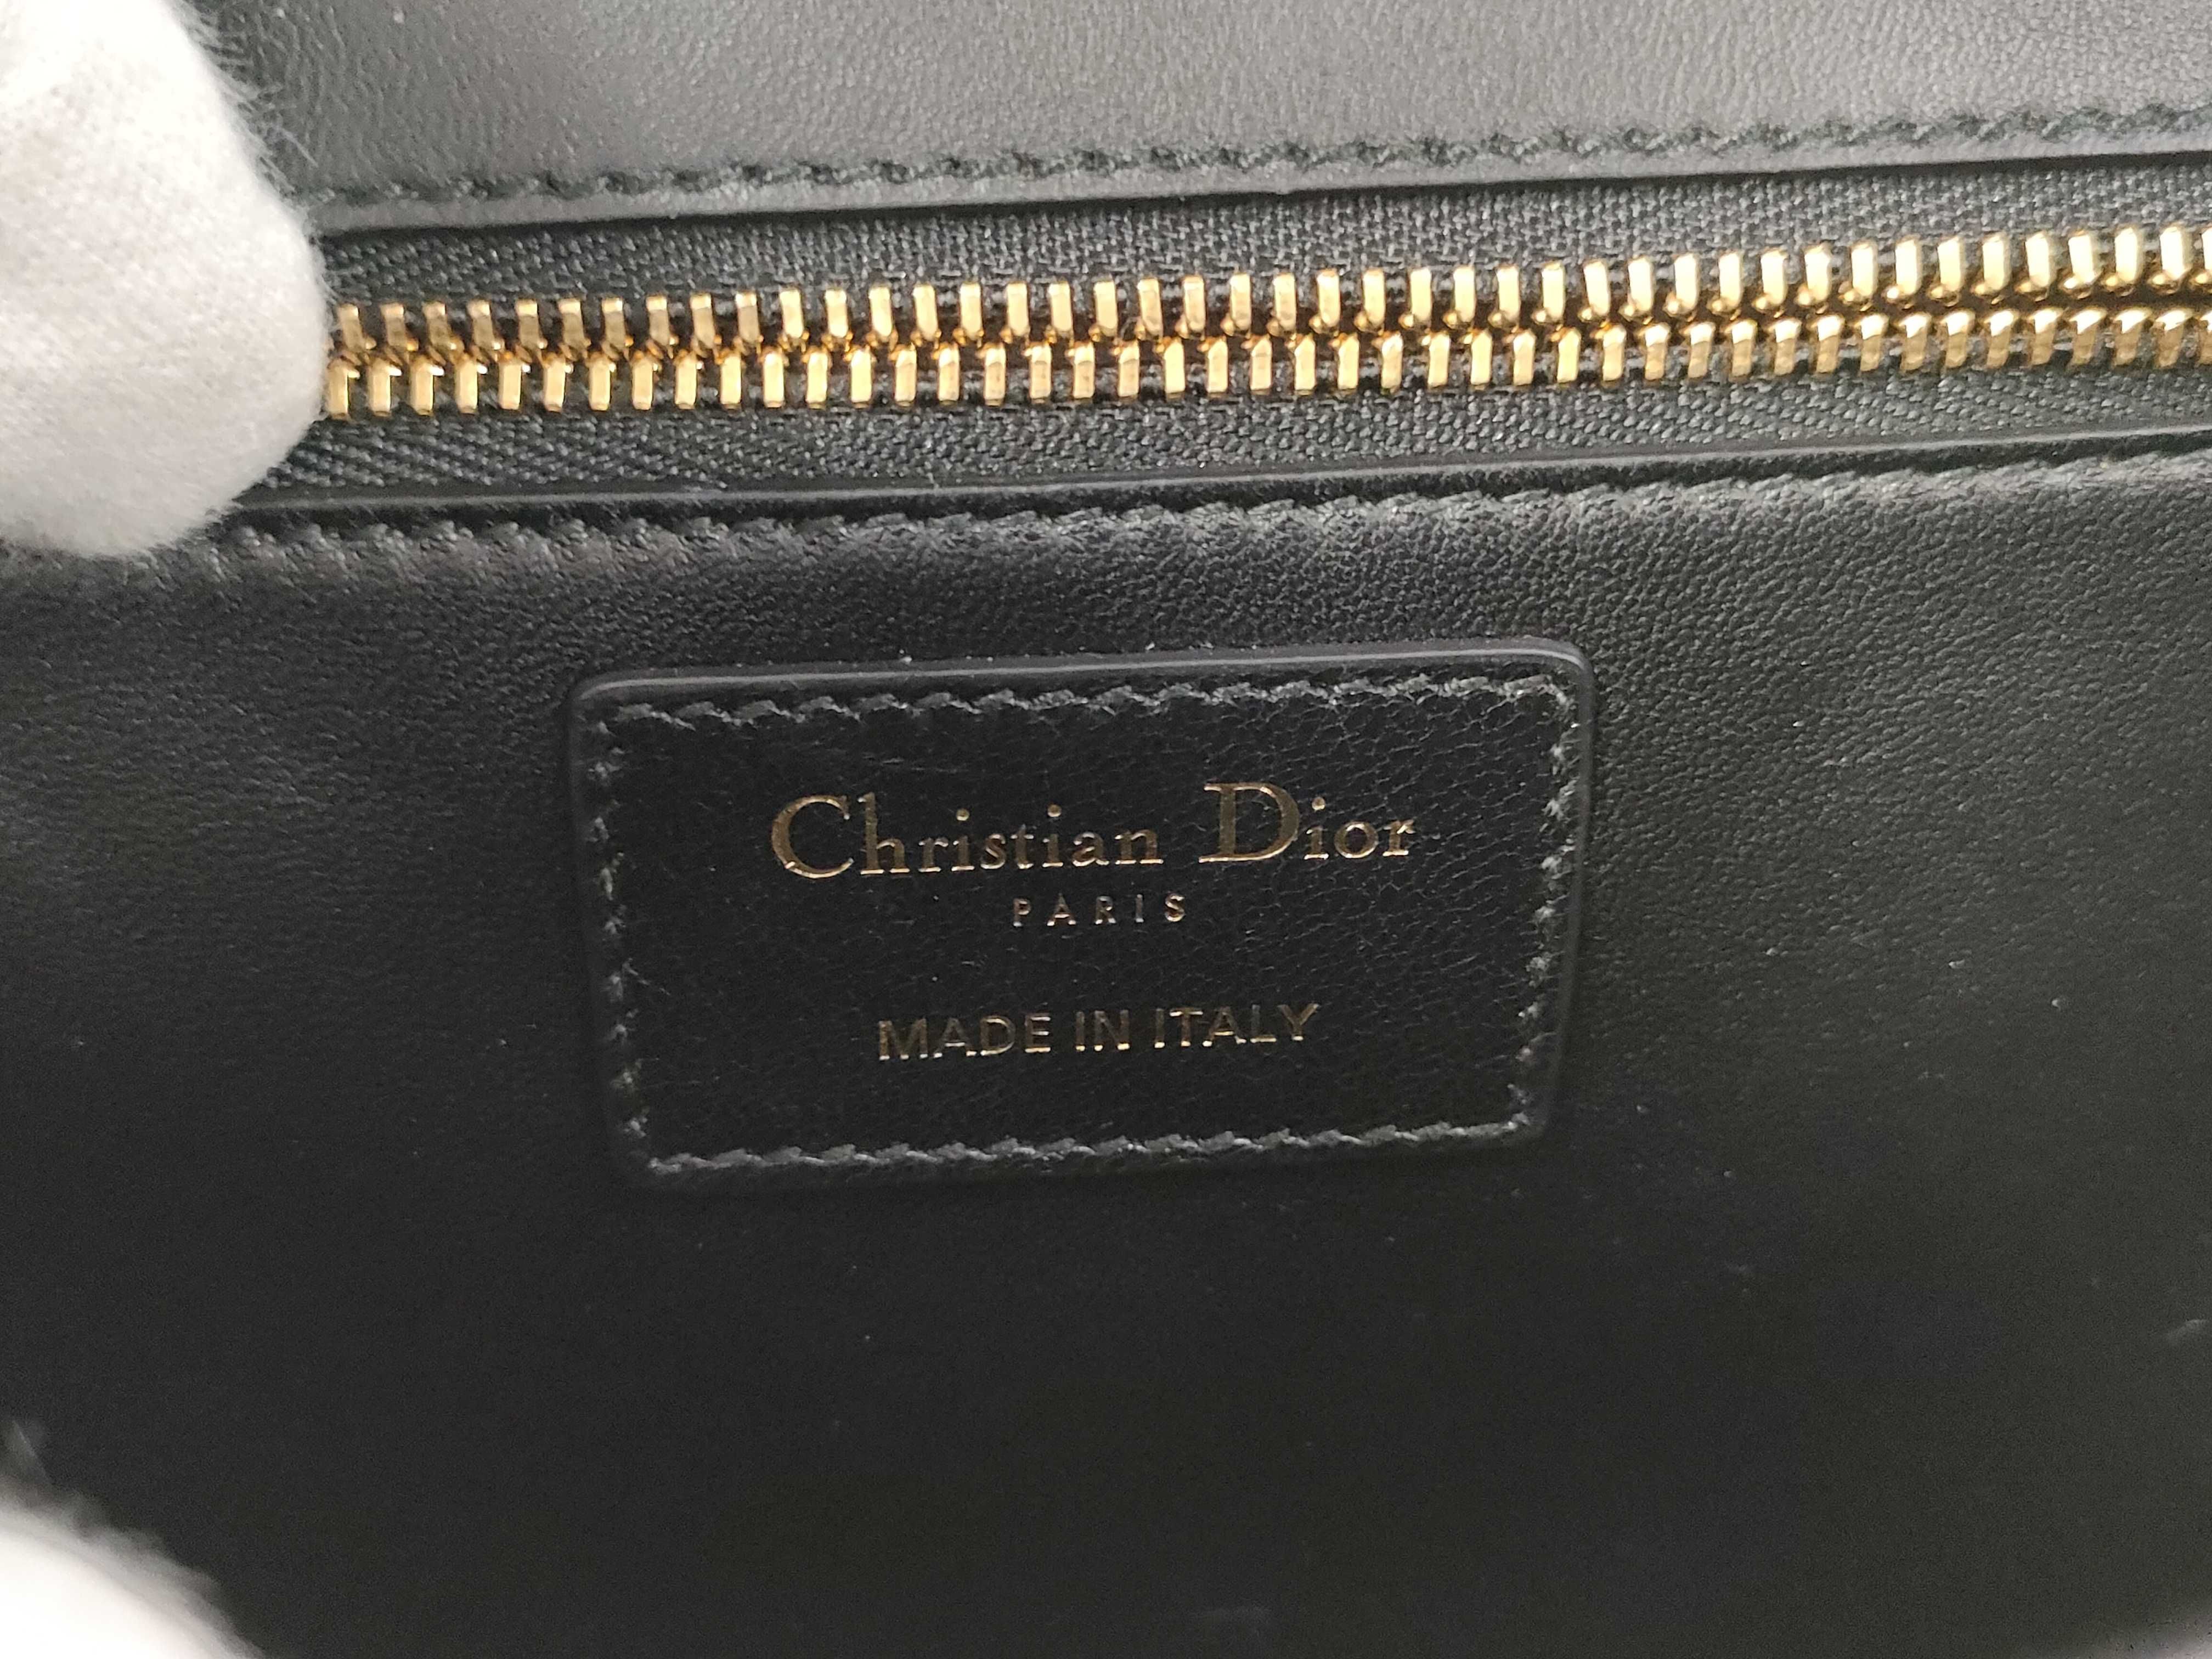 Christian Dior
PARIS
MADE IN ITALY